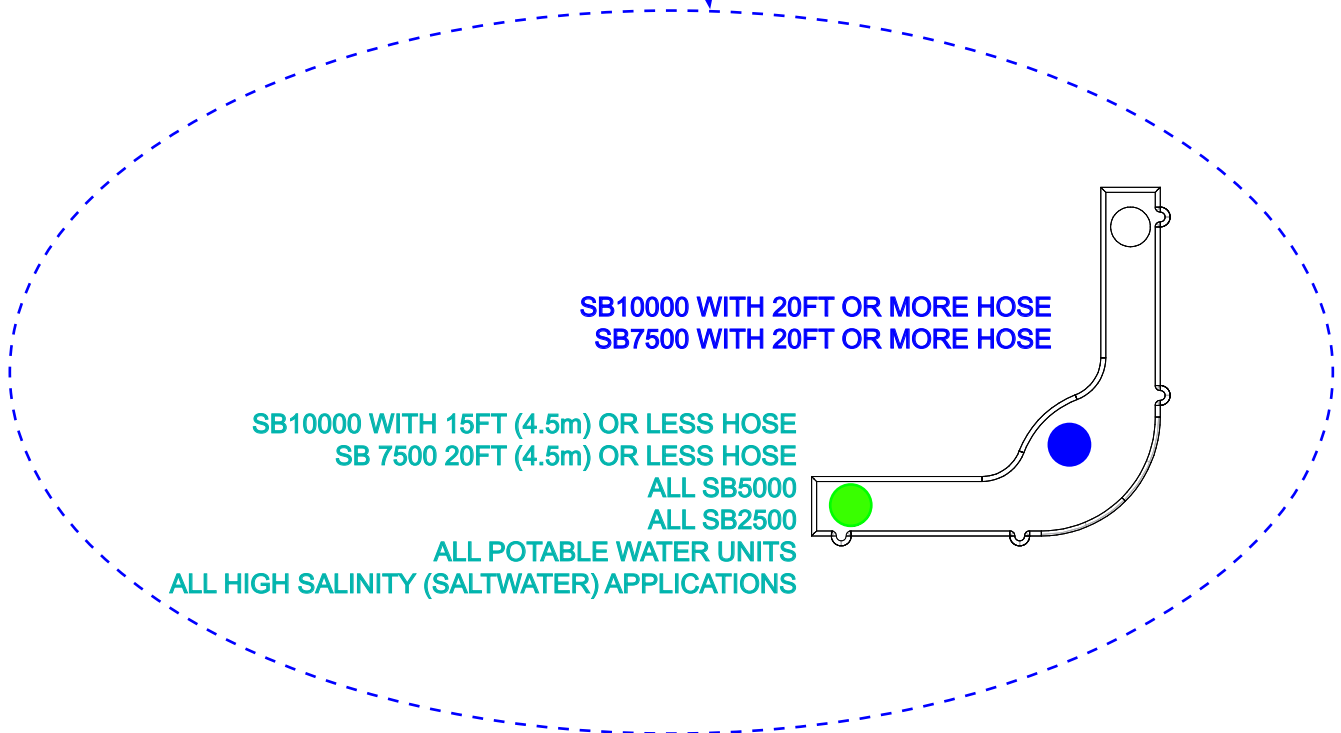 SB10000 WITH 20FT OR MORE HOSE
SB7500 WITH 20FT OR MORE HOSE
SB10000 WITH 15FT (4.5m) OR LESS HOSE
SB 7500 20FT (4.5m) OR LESS HOSE
ALL SB5000
ALL SB2500
ALL POTABLE WATER UNITS
ALL HIGH SALINITY (SALTWATER) APPLICATIONS